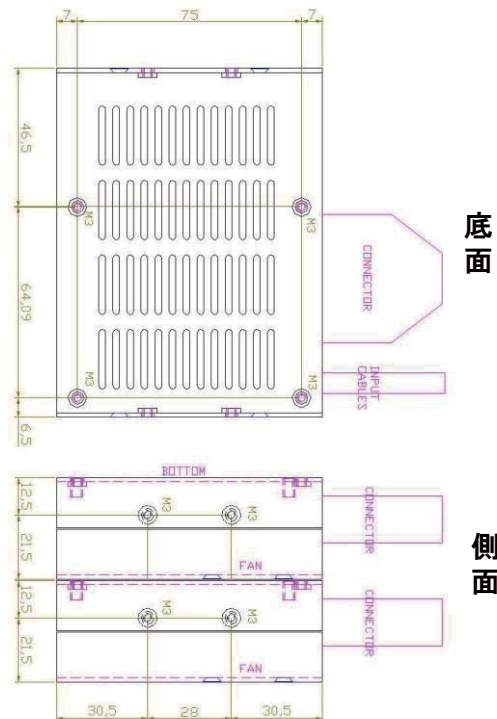 7
75
7
46,5
M3
M3
64,09
M3
M3
6,5
CONNECTOR
INPUT
CABLES
底
面
BOTTOM
12,5
M3
M3
CONNECTOR
21,5
FAN
12,5
M3
M3
CONNECTOR
21,5
FAN
30,5
28
30,5
側
面